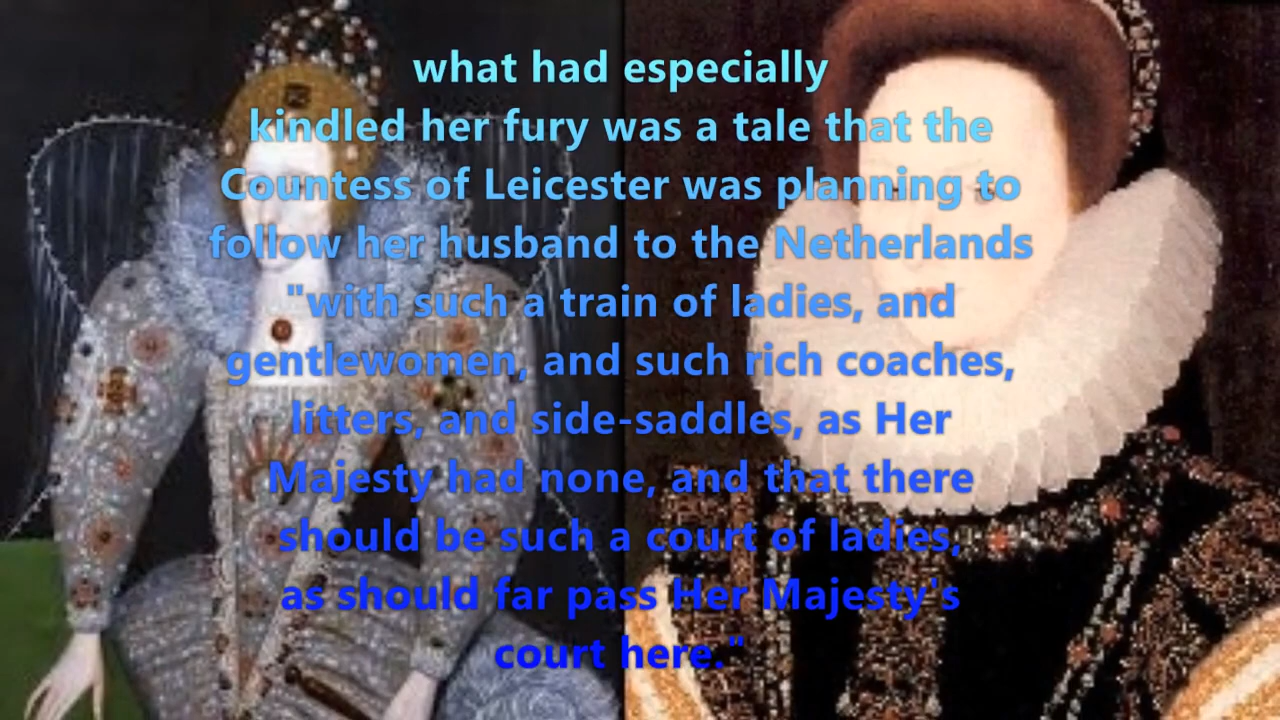 what had especially
kindled her fury was a tale that the
Countess of Leicester was planning to
follow her husband to the Netherlands
"with such a train of ladies, and
gentlewomen, and such rich coaches,
litters, and side-saddles, as Her
Majesty had none, and that there
should be such a court of ladies,
as should far pass Her Majesty's
court here."